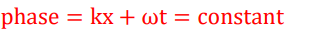 phase = kx + ωt = constant